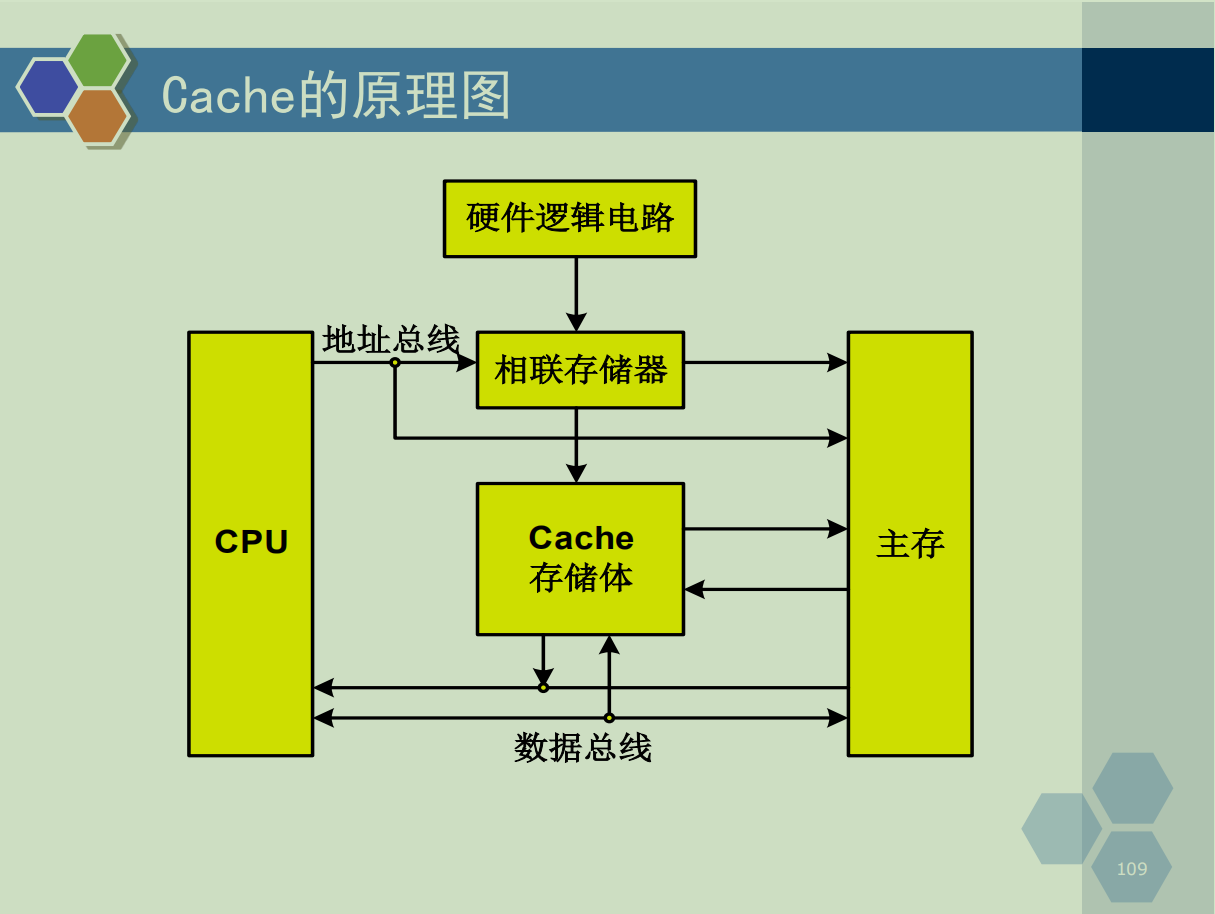 Cache的原理图
硬件逻辑电路
地址总线
相联存储器
CPU
Cache
存储体
主存
数据总线
109